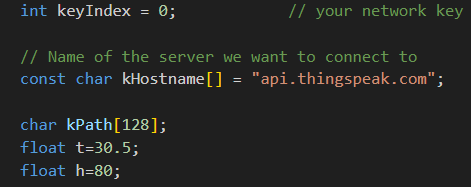 int keyIndex = 0;            // your network key
// Name of the server we want to connect to
const char kHostname[] = "api.thingspeak.com";
char kPath[128];
float t=30.5;
float h=80;